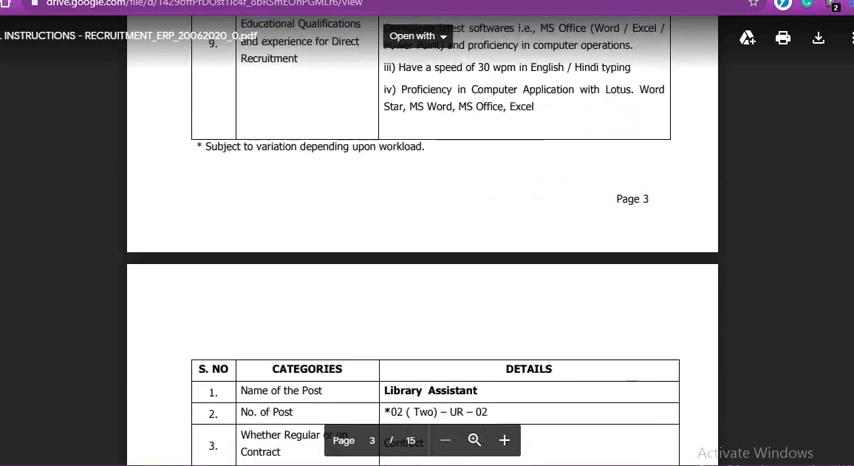 drive.google.com/file/d/
INSTRUCTIONS - RECRUITMENT_ERP_20062020_0.pdf
Open with
9.
Educational Qualifications
and experience for Direct
Recruitment
softwares i.e., MS Office (Word / Excel /
and proficiency in computer operations.
iii) Have a speed of 30 wpm in English / Hindi typing
iv) Proficiency in Computer Application with Lotus. Word
Star, MS Word, MS Office, Excel
* Subject to variation depending upon workload.
Page 3
S. NO CATEGORIES DETAILS
1. Name of the Post Library Assistant
2. No. of Post *02 ( Two) – UR – 02
3. Whether Regular or on
Contract
Contract
Page 3 / 15
Activate Windows